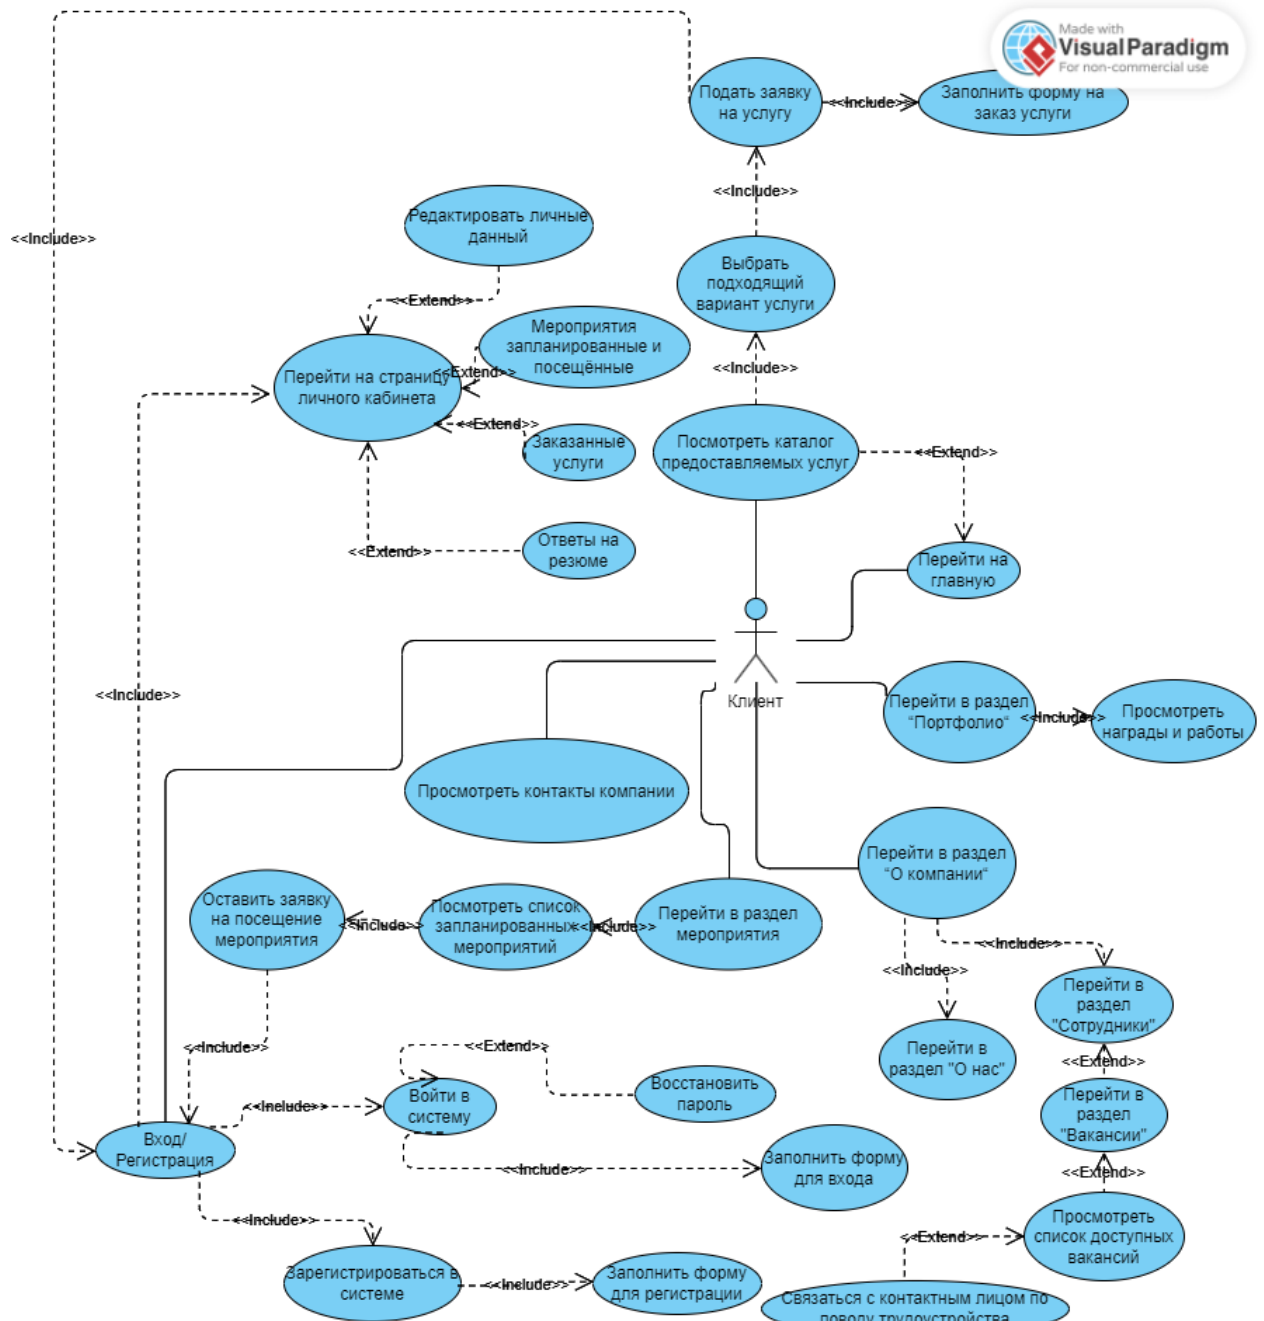 Made with
Visual Paradigm
For non-commercial use
Подать заявку
на услугу
<<Include>>
Заполнить форму на
заказ услуги
<<Include>>
<<Include>>
Редактировать личные
данный
Выбрать
подходящий
вариант услуги
<<Extend>>
Мероприятия
запланированные и
посещённые
<<Extend>>
<<Include>>
Перейти на страницу
личного кабинета
<<Extend>>
Заказанные
услуги
Посмотреть каталог
предоставляемых услуг
<<Extend>>
<<Extend>>
Ответы на
резюме
Перейти на
главную
<<Include>>
Клиент
Перейти в раздел
“Портфолио“
<<Include>>
Просмотреть
награды и работы
Просмотреть контакты компании
Перейти в раздел
“О компании“
Оставить заявку
на посещение
мероприятия
<<Include>>
Посмотреть список
запланированных
мероприятий
<<Include>>
Перейти в раздел
мероприятия
<<Include>>
<<Include>>
Перейти в
раздел
"Сотрудники"
<<Include>>
<<Extend>>
Перейти в
раздел "О нас"
<<Extend>>
<<Include>>
Войти в
систему
Восстановить
пароль
Перейти в
раздел
"Вакансии"
Вход/
Регистрация
<<Include>>
Заполнить форму
для входа
<<Extend>>
<<Include>>
Просмотреть
список доступных
вакансий
<<Extend>>
Зарегистрироваться в
системе
<<Include>>
Заполнить форму
для регистрации
Связаться с контактным лицом по
поводу трудоустройства